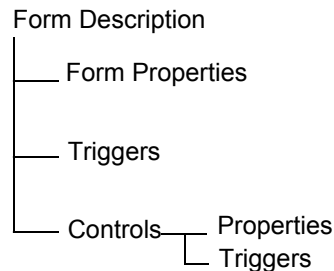 Form Description
Form Properties
Triggers
Controls Properties
Triggers